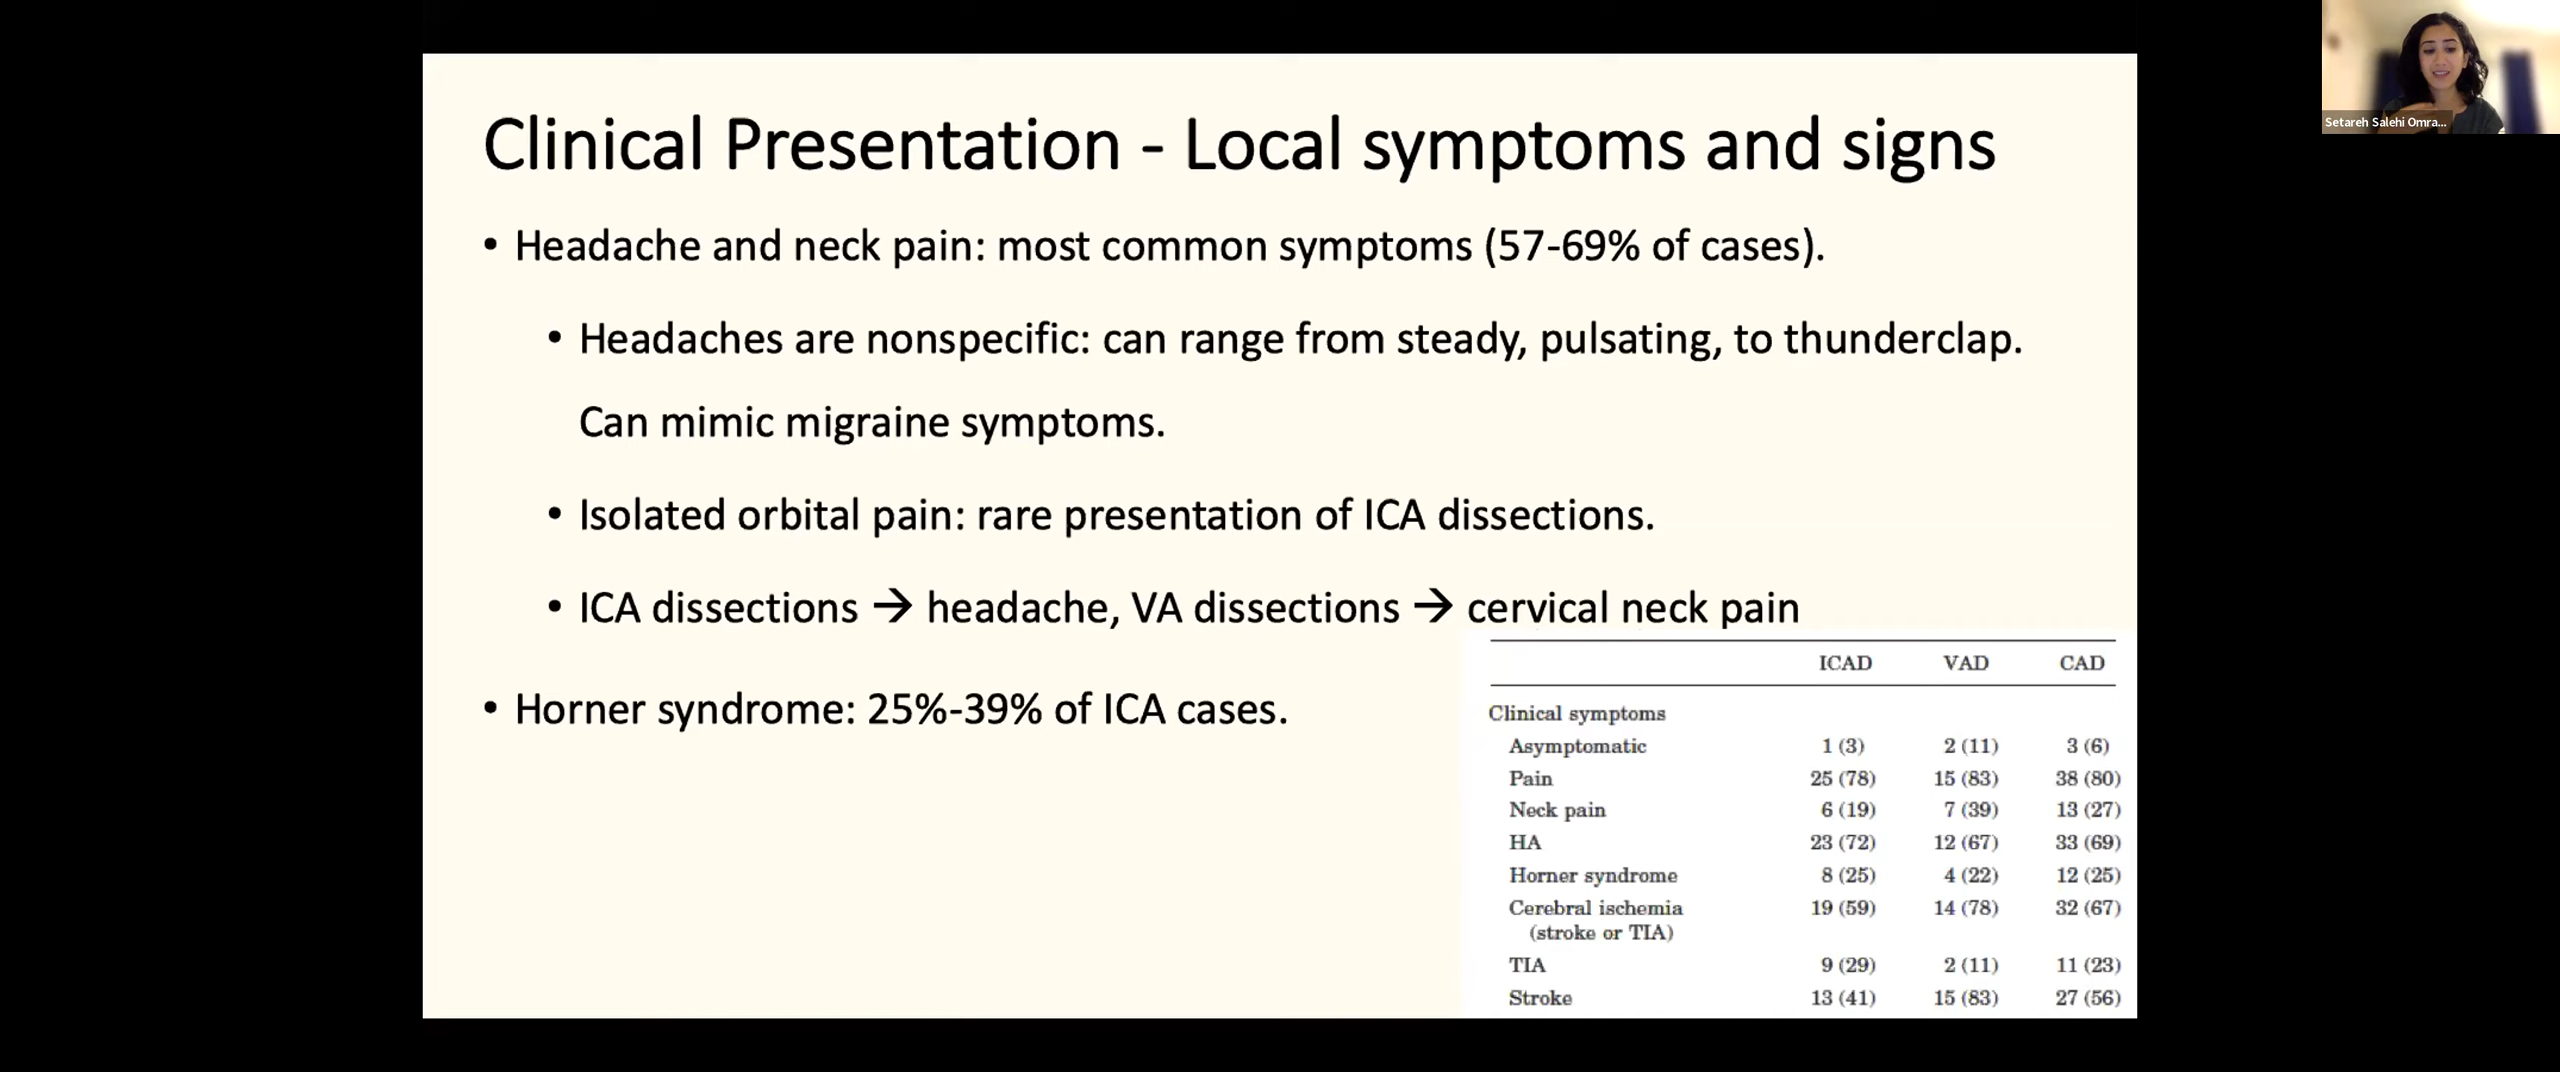 Setareh Salehi Omra...
Clinical Presentation - Local symptoms and signs
• Headache and neck pain: most common symptoms (57-69% of cases).
• Headaches are nonspecific: can range from steady, pulsating, to thunderclap.
Can mimic migraine symptoms.
• Isolated orbital pain: rare presentation of ICA dissections.
• ICA dissections → headache, VA dissections → cervical neck pain
• Horner syndrome: 25%-39% of ICA cases.
ICAD VAD CAD
Clinical symptoms
Asymptomatic 1 (3) 2 (11) 3 (6)
Pain 25 (78) 15 (83) 38 (80)
Neck pain 6 (19) 7 (39) 13 (27)
HA 23 (72) 12 (67) 33 (69)
Horner syndrome 8 (25) 4 (22) 12 (25)
Cerebral ischemia 19 (59) 14 (78) 32 (67)
(stroke or TIA)
TIA 9 (29) 2 (11) 11 (23)
Stroke 13 (41) 15 (83) 27 (56)